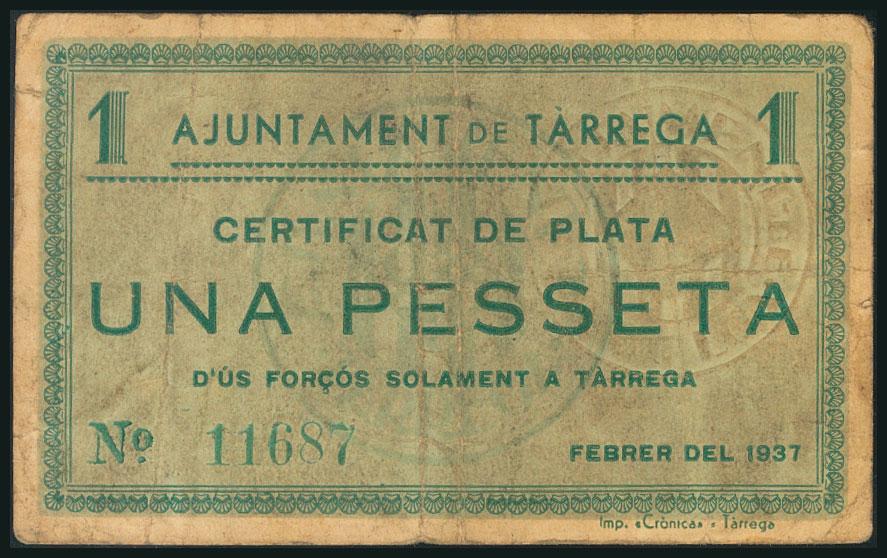 1 AJUNTAMENT DE TÀRREGA 1
CERTIFICAT DE PLATA
UNA PESSETA
D'ÚS FORÇÓS SOLAMENT A TÀRREGA
Nº 11687 FEBRER DEL 1937
Imp. «Crònica» - Tàrrega